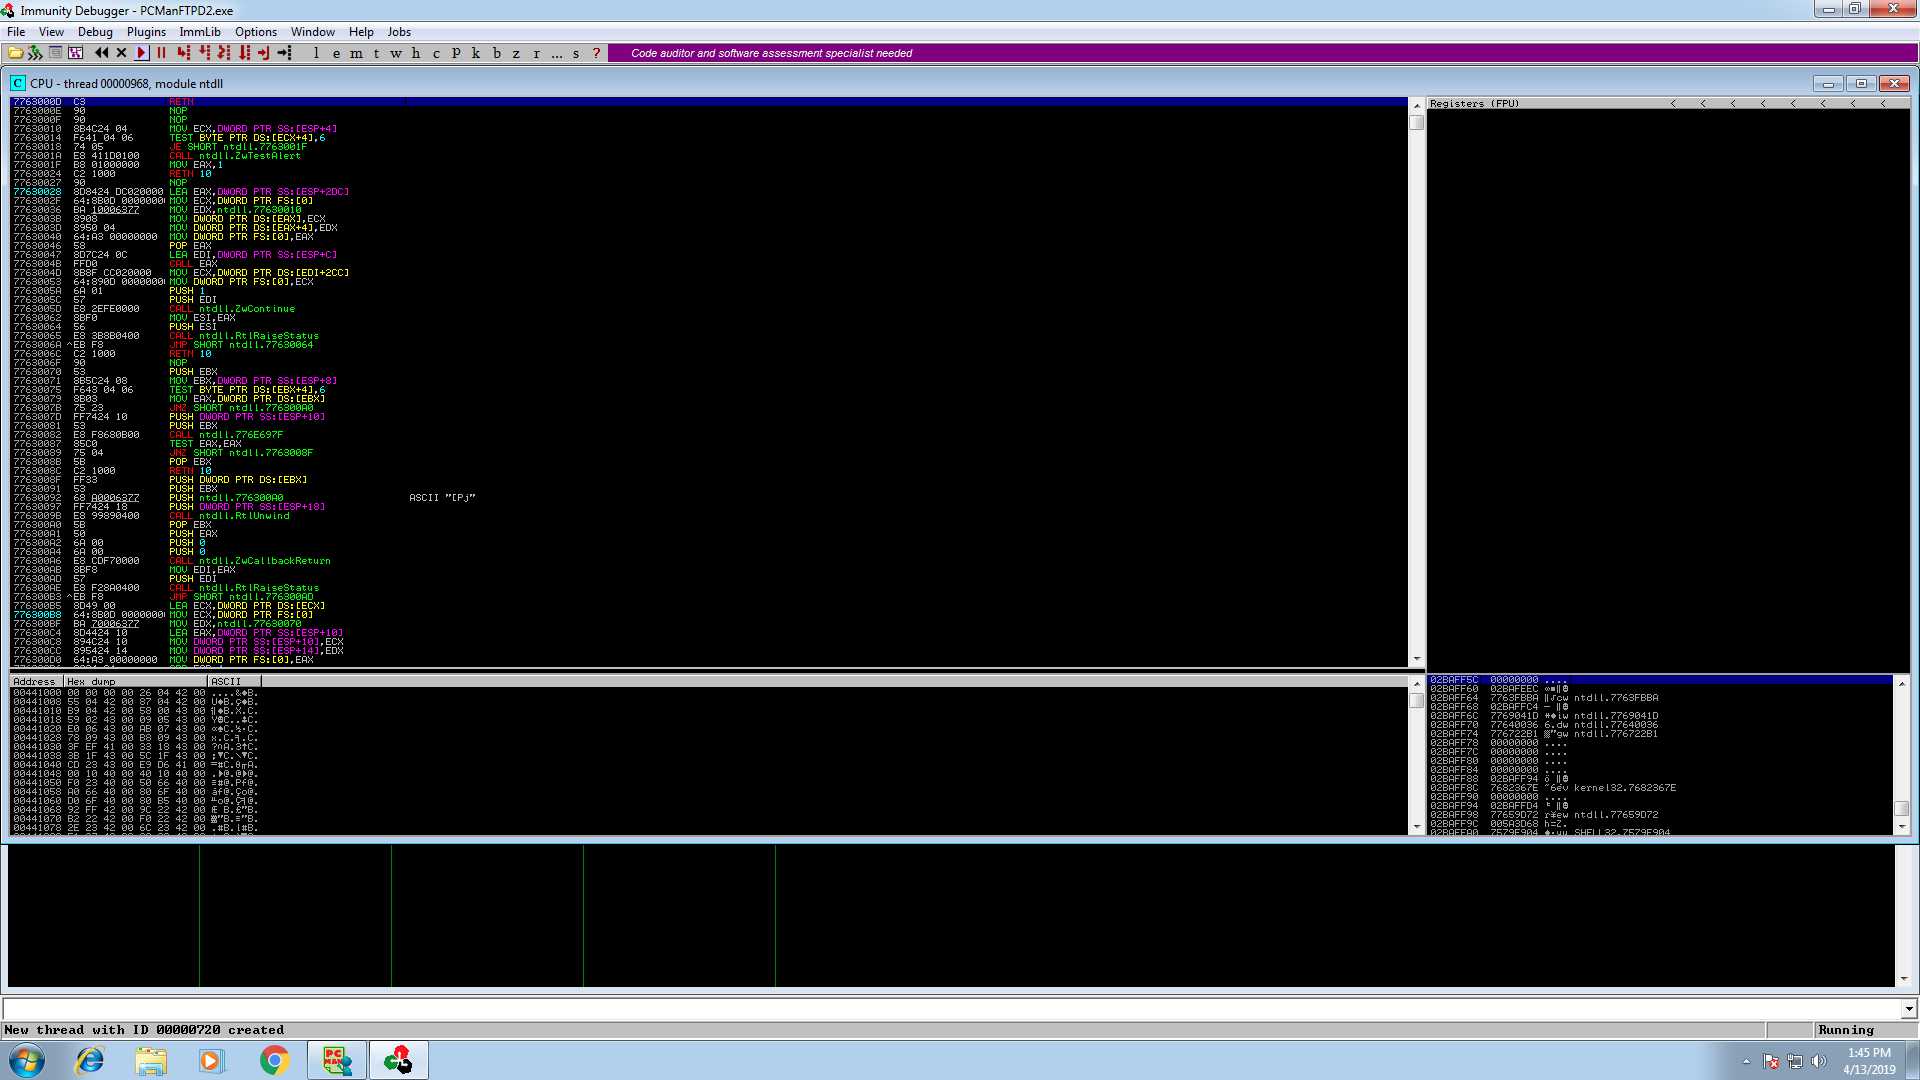 Immunity Debugger - PCManFTPD2.exe
File View Debug Plugins ImmLib Options Window Help Jobs
l e m t w h c P k b z r ... s ? Code auditor and software assessment specialist needed
CPU - thread 00000968, module ntdll
7763000D C3 RETN
7763000E 90 NOP
7763000F 90 NOP
77630010 8B4C24 04 MOV ECX,DWORD PTR SS:[ESP+4]
77630014 F641 04 06 TEST BYTE PTR DS:[ECX+4],6
77630018 74 05 JE SHORT ntdll.7763001F
7763001A E8 411D0100 CALL ntdll.ZwTestAlert
7763001F B8 01000000 MOV EAX,1
77630024 C2 1000 RETN 10
77630027 90 NOP
77630028 8D8424 DC020000 LEA EAX,DWORD PTR SS:[ESP+2DC]
7763002F 64:8B0D 0000000 MOV ECX,DWORD PTR FS:[0]
77630036 BA 10006377 MOV EDX,ntdll.77630010
7763003B 8908 MOV DWORD PTR DS:[EAX],ECX
7763003D 8950 04 MOV DWORD PTR DS:[EAX+4],EDX
77630040 64:A3 00000000 MOV DWORD PTR FS:[0],EAX
77630046 58 POP EAX
77630047 8D7C24 0C LEA EDI,DWORD PTR SS:[ESP+C]
7763004B FFD0 CALL EAX
7763004D 8B8F CC020000 MOV ECX,DWORD PTR DS:[EDI+2CC]
77630053 64:890D 0000000 MOV DWORD PTR FS:[0],ECX
7763005A 6A 01 PUSH 1
7763005C 57 PUSH EDI
7763005D E8 2EFE0000 CALL ntdll.ZwContinue
77630062 8BF0 MOV ESI,EAX
77630064 56 PUSH ESI
77630065 E8 3B8B0400 CALL ntdll.RtlRaiseStatus
7763006A ^EB F8 JMP SHORT ntdll.77630064
7763006C C2 1000 RETN 10
7763006F 90 NOP
77630070 53 PUSH EBX
77630071 8B5C24 08 MOV EBX,DWORD PTR SS:[ESP+8]
77630075 F643 04 06 TEST BYTE PTR DS:[EBX+4],6
77630079 8B03 MOV EAX,DWORD PTR DS:[EBX]
7763007B 75 23 JNZ SHORT ntdll.776300A0
7763007D FF7424 10 PUSH DWORD PTR SS:[ESP+10]
77630081 53 PUSH EBX
77630082 E8 F8680B00 CALL ntdll.776E697F
77630087 85C0 TEST EAX,EAX
77630089 75 04 JNZ SHORT ntdll.7763008F
7763008B 5B POP EBX
7763008C C2 1000 RETN 10
7763008F FF33 PUSH DWORD PTR DS:[EBX]
77630091 53 PUSH EBX
77630092 68 A0006377 PUSH ntdll.776300A0 ASCII "[Pj"
77630097 FF7424 18 PUSH DWORD PTR SS:[ESP+18]
7763009B E8 99890400 CALL ntdll.RtlUnwind
776300A0 5B POP EBX
776300A1 50 PUSH EAX
776300A2 6A 00 PUSH 0
776300A4 6A 00 PUSH 0
776300A6 E8 CDF70000 CALL ntdll.ZwCallbackReturn
776300AB 8BF8 MOV EDI,EAX
776300AD 57 PUSH EDI
776300AE E8 F28A0400 CALL ntdll.RtlRaiseStatus
776300B3 ^EB F8 JMP SHORT ntdll.776300AD
776300B5 8D49 00 LEA ECX,DWORD PTR DS:[ECX]
776300B8 64:8B0D 0000000 MOV ECX,DWORD PTR FS:[0]
776300BF BA 70006377 MOV EDX,ntdll.77630070
776300C4 8D4424 10 LEA EAX,DWORD PTR SS:[ESP+10]
776300C8 894C24 10 MOV DWORD PTR SS:[ESP+10],ECX
776300CC 895424 14 MOV DWORD PTR SS:[ESP+14],EDX
776300D0 64:A3 00000000 MOV DWORD PTR FS:[0],EAX
Registers (FPU) < < < < < < < <
Address Hex dump ASCII
00441000 00 00 00 00 26 04 42 00
00441008 55 04 42 00 87 04 42 00
00441010 B9 04 42 00 58 00 43 00
00441018 59 02 43 00 09 05 43 00
00441020 E0 06 43 00 AB 07 43 00
00441028 78 09 43 00 B8 09 43 00
00441030 3F EF 41 00 33 18 43 00
00441038 3B 1F 43 00 5C 1F 43 00
00441040 CD 23 43 00 E9 D6 41 00
00441048 00 10 40 00 40 10 40 00
00441050 F0 23 40 00 50 66 40 00
00441058 A0 66 40 00 80 6F 40 00
00441060 D0 6F 40 00 80 B5 40 00
00441068 92 FF 42 00 9C 22 42 00
00441070 B2 22 42 00 F0 22 42 00
00441078 2E 23 42 00 6C 23 42 00
02BAFF5C 00000000 ....
02BAFF60 02BAFEEC
02BAFF64 7763FBBA ntdll.7763FBBA
02BAFF68 02BAFFC4
02BAFF6C 7769041D ntdll.7769041D
02BAFF70 77640036 6.dw ntdll.77640036
02BAFF74 776722B1 ntdll.776722B1
02BAFF78 00000000 ....
02BAFF7C 00000000 ....
02BAFF80 00000000 ....
02BAFF84 00000000 ....
02BAFF88 02BAFF94
02BAFF8C 7682367E ntdll kernel32.7682367E
02BAFF90 00000000 ....
02BAFF94 02BAFFD4
02BAFF98 77659D72 ntdll.77659D72
02BAFF9C 005A3D68 h=Z.
02BAFFA0 7579F904 SHELL32.7579F904
New thread with ID 00000720 created Running
PC MAN
1:45 PM
4/13/2019